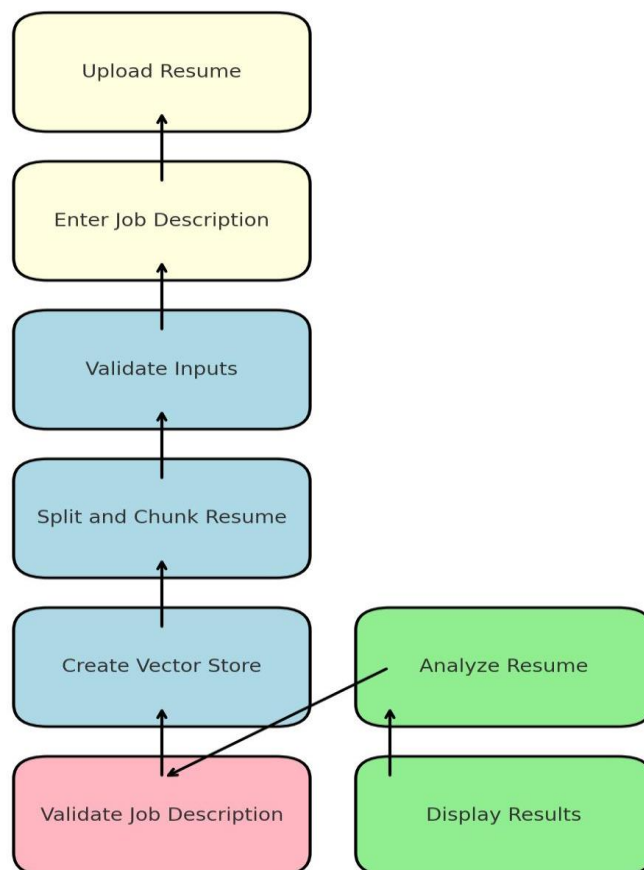 Upload Resume
Enter Job Description
Validate Inputs
Split and Chunk Resume
Create Vector Store
Analyze Resume
Validate Job Description
Display Results